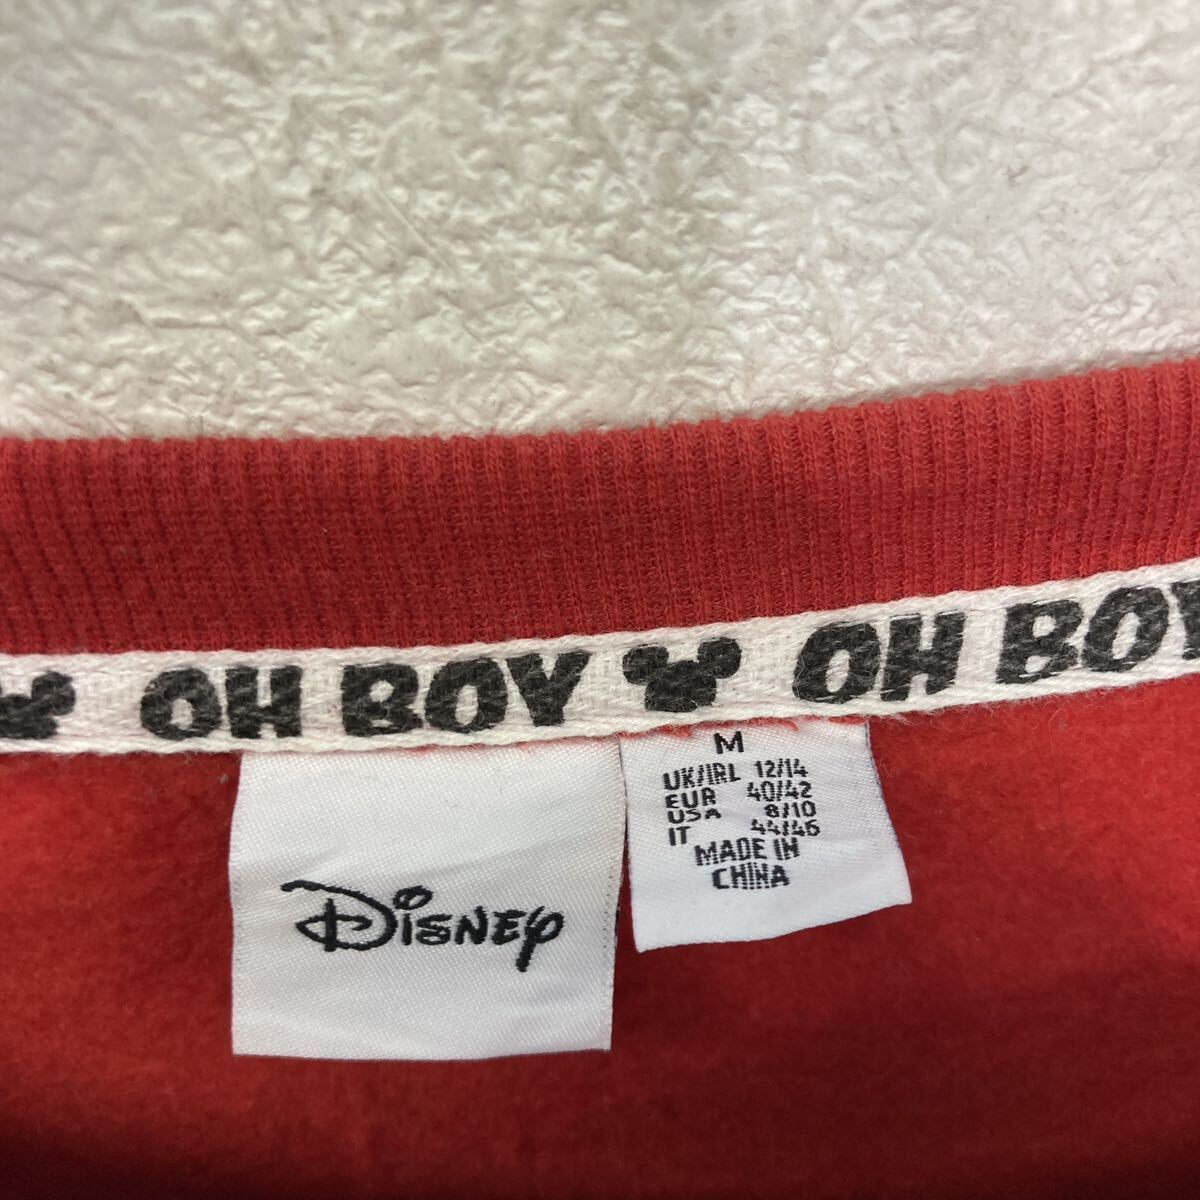 OH BOY OH BOY
DISNEY
M
UK/IRL 12/14
EUR 40/42
USA 8/10
IT 44/46
MADE IN
CHINA